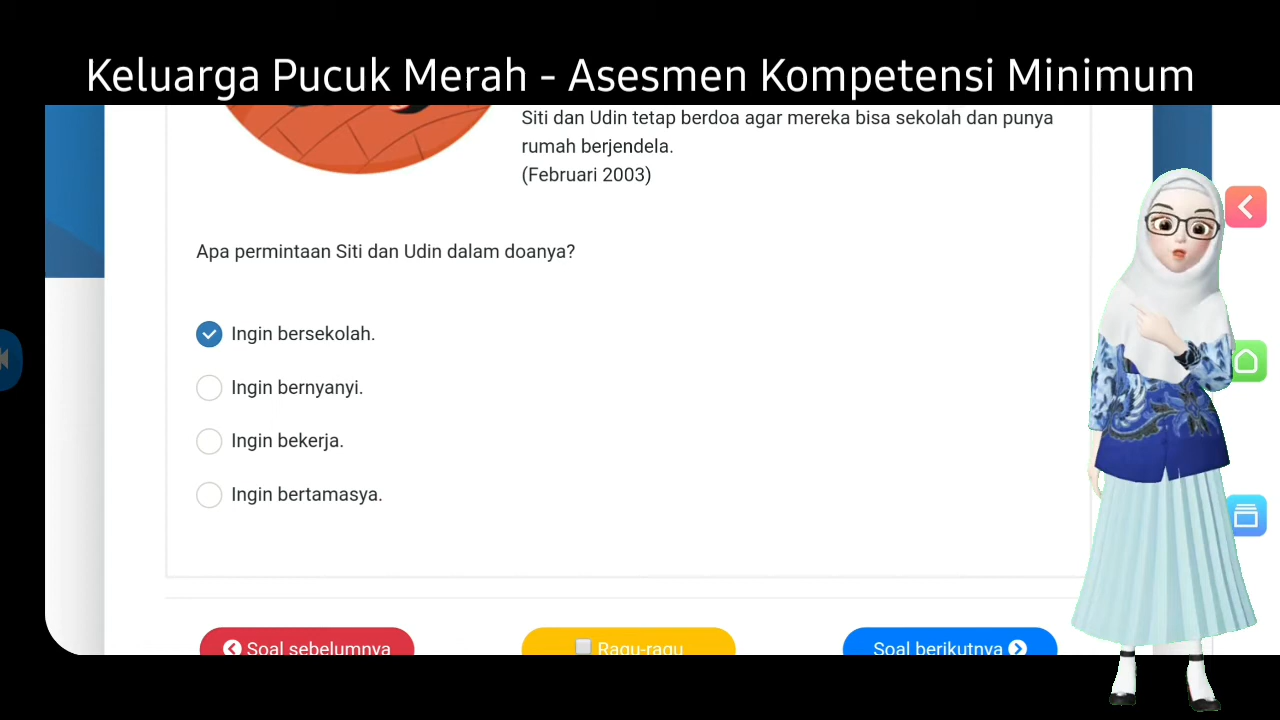 Keluarga Pucuk Merah - Asesmen Kompetensi Minimum
Siti dan Udin tetap berdoa agar mereka bisa sekolah dan punya
rumah berjendela.
(Februari 2003)
Apa permintaan Siti dan Udin dalam doanya?
Ingin bersekolah.
Ingin bernyanyi.
Ingin bekerja.
Ingin bertamasya.
Soal sebelumnya
Ragu-ragu
Soal berikutnya